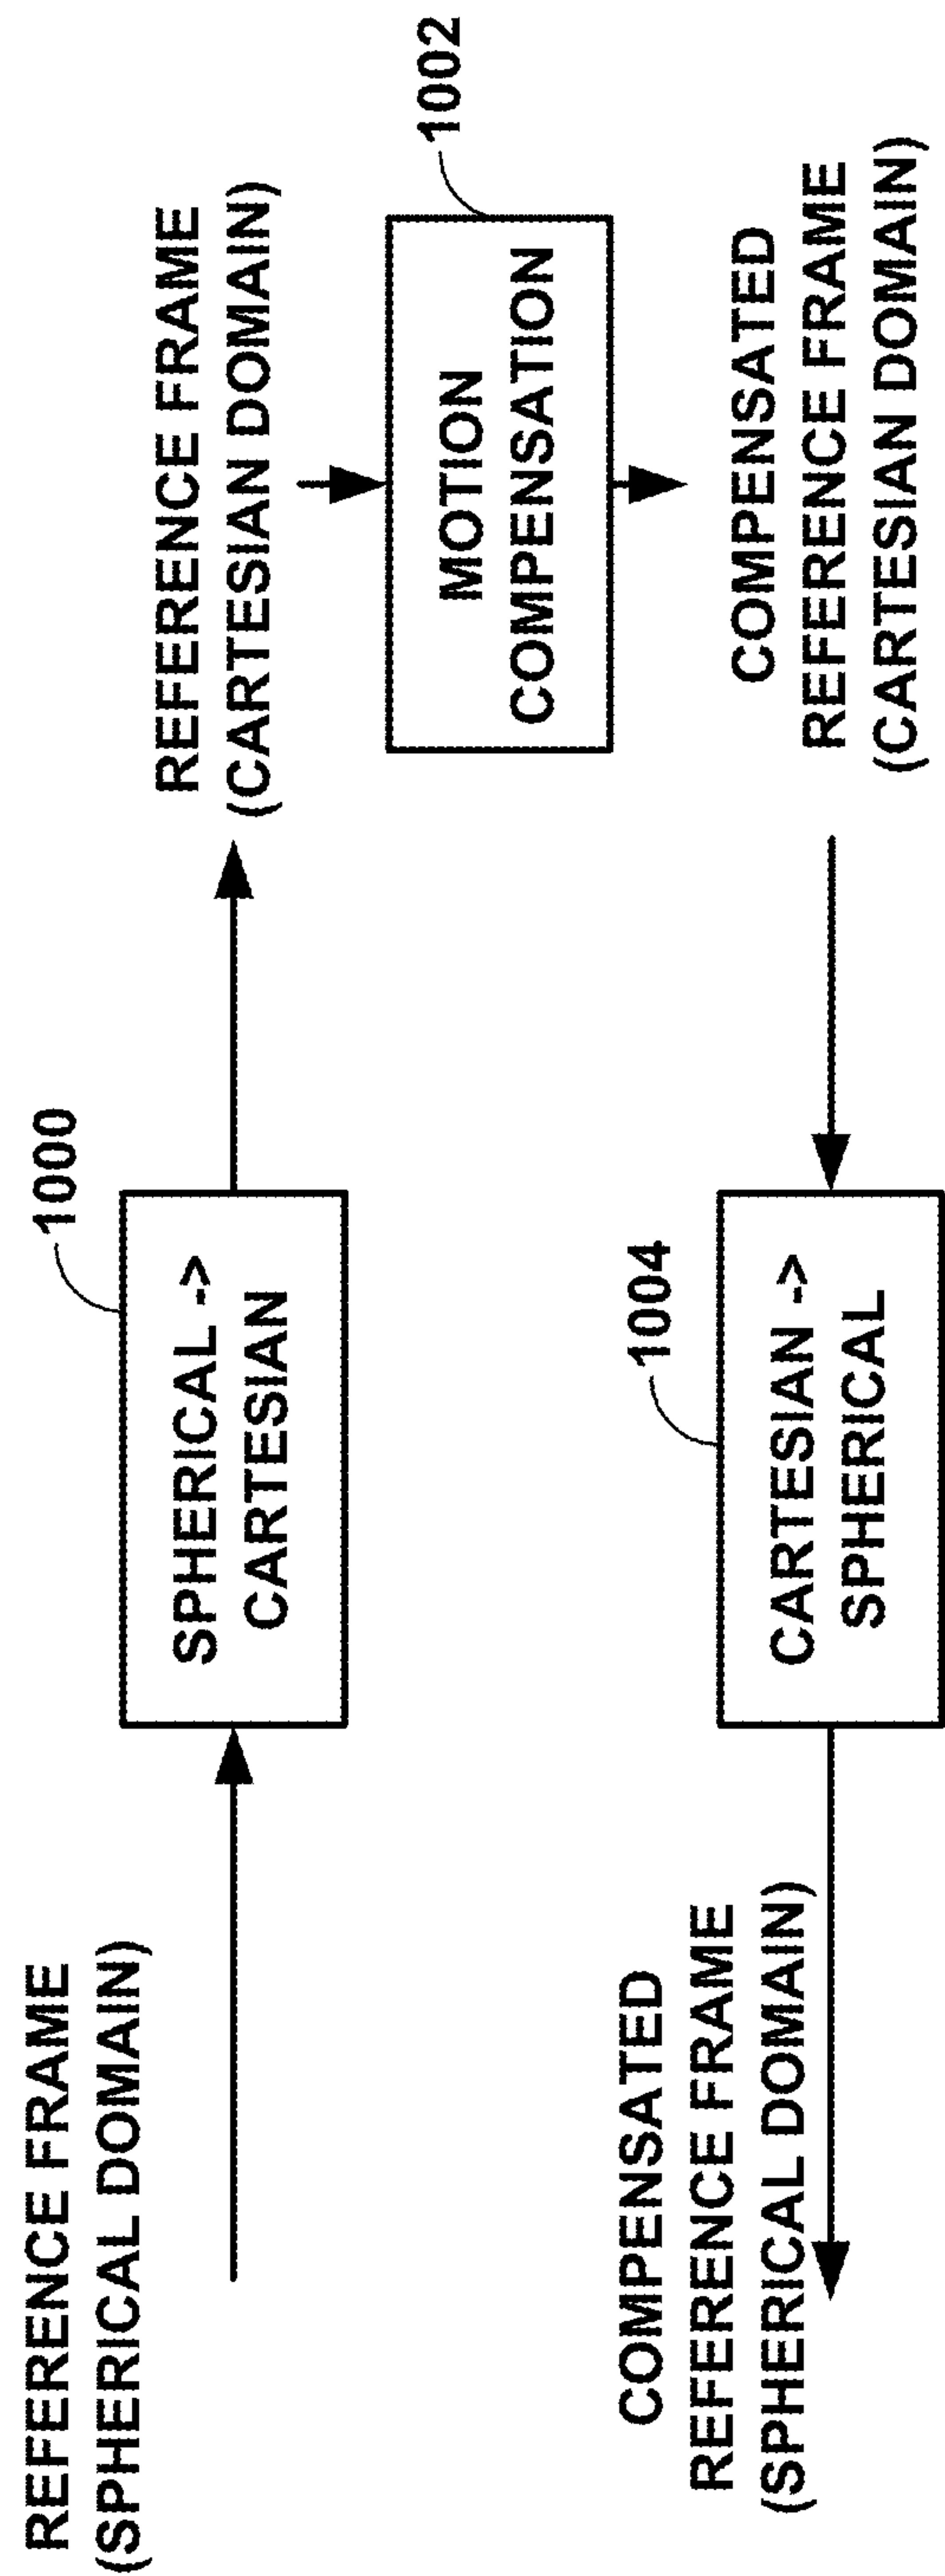 REFERENCE FRAME
(SPHERICAL DOMAIN)
1000
SPHERICAL ->
CARTESIAN
REFERENCE FRAME
(CARTESIAN DOMAIN)
1002
MOTION
COMPENSATION
COMPENSATED
REFERENCE FRAME
(CARTESIAN DOMAIN)
1004
CARTESIAN ->
SPHERICAL
COMPENSATED
REFERENCE FRAME
(SPHERICAL DOMAIN)